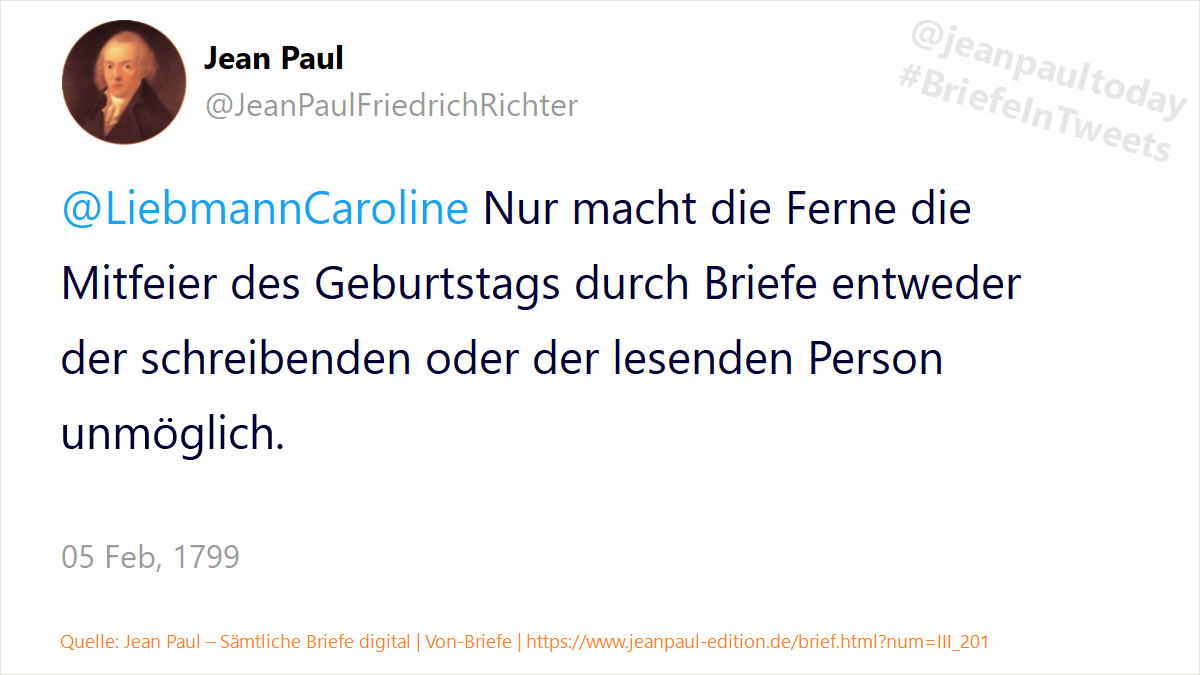 Jean Paul
@JeanPaulFriedrichRichter
@jeanpaultoday
#BriefeInTweets
@LiebmannCaroline Nur macht die Ferne die
Mitfeier des Geburtstags durch Briefe entweder
der schreibenden oder der lesenden Person
unmöglich.
05 Feb, 1799
Quelle: Jean Paul – Sämtliche Briefe digital | Von-Briefe | https://www.jeanpaul-edition.de/brief.html?num=III_201